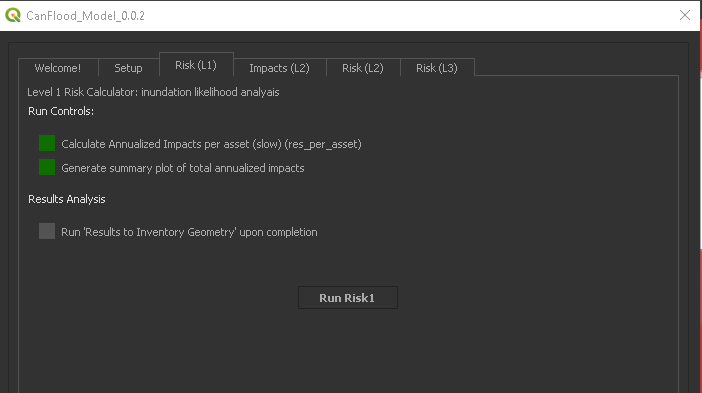 CanFlood_Model_0.0.2
Welcome! Setup Risk (L1) Impacts (L2) Risk (L2) Risk (L3)
Level 1 Risk Calculator: inundation likelihood analyais
Run Controls:
Calculate Annualized Impacts per asset (slow) (res_per_asset)
Generate summary plot of total annualized impacts
Results Analysis
Run 'Results to Inventory Geometry' upon completion
Run Risk1